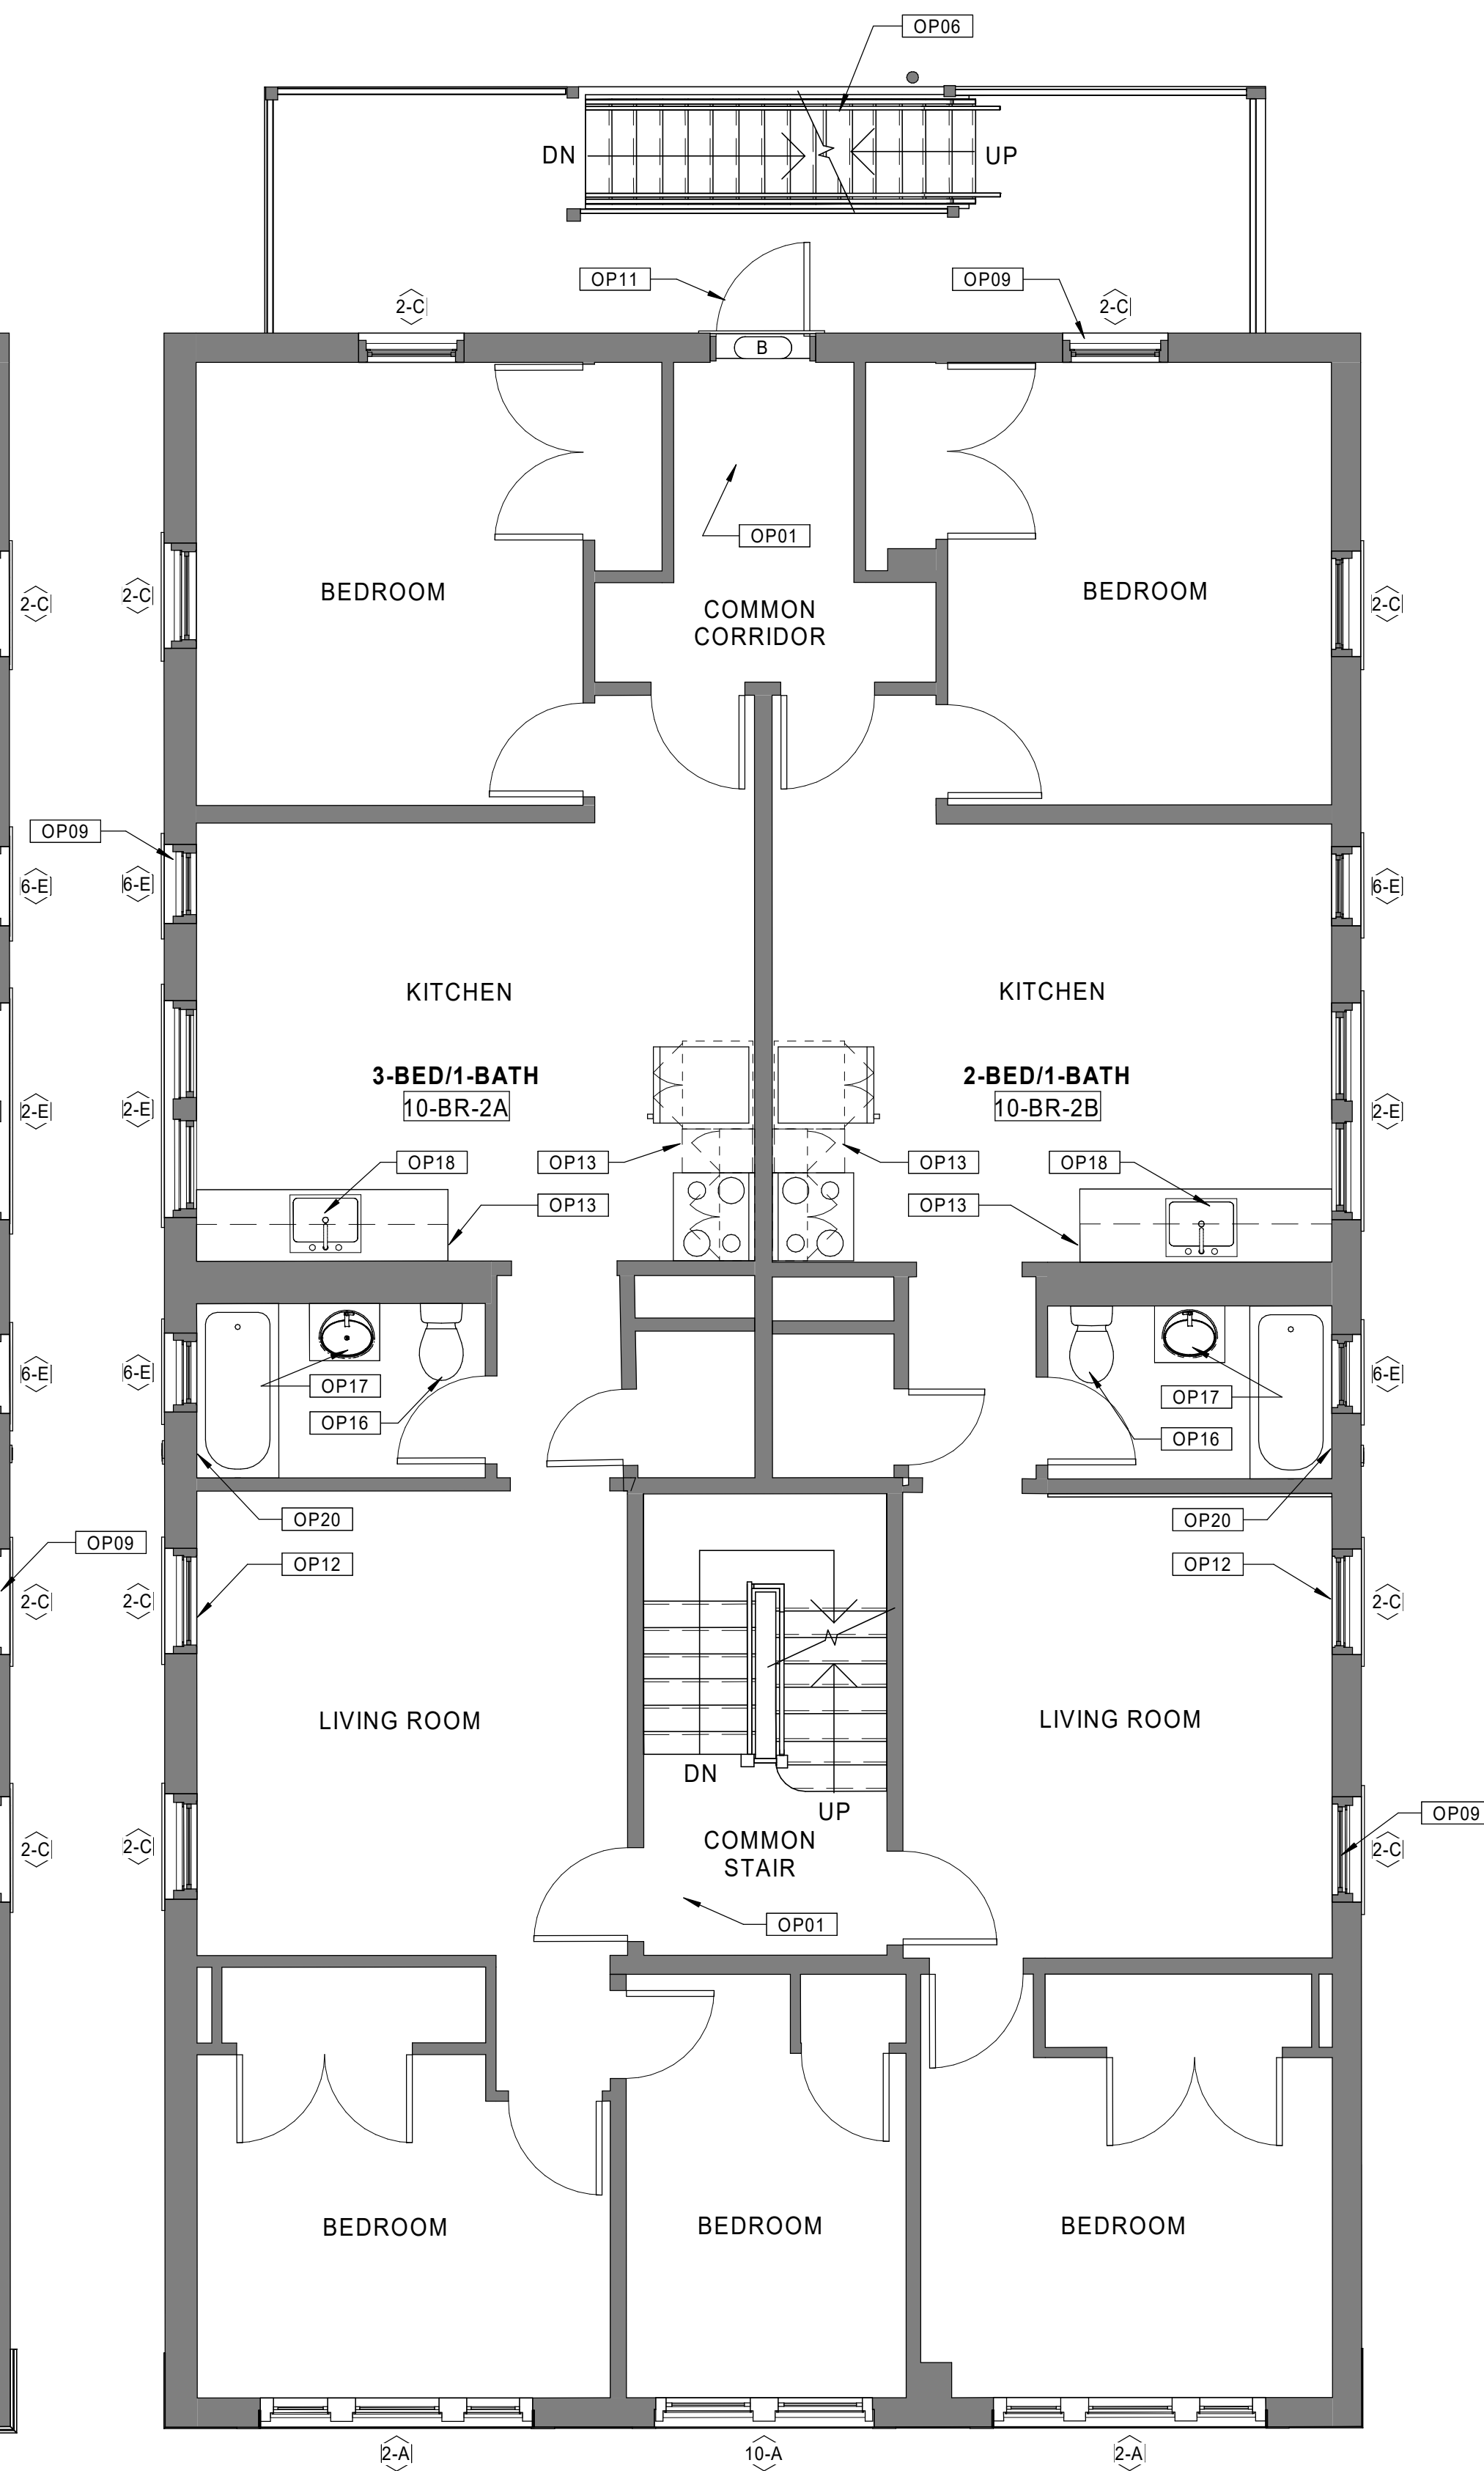 OP06
DN
UP
OP11
OP09
2-C
2-C
B
OP01
BEDROOM
BEDROOM
2-C
2-C
2-C
COMMON
CORRIDOR
OP09
6-E
6-E
6-E
KITCHEN
KITCHEN
3-BED/1-BATH
2-BED/1-BATH
10-BR-2A
10-BR-2B
2-E
2-E
2-E
OP18
OP13
OP13
OP18
OP13
OP13
6-E
6-E
6-E
OP17
OP17
OP16
OP16
OP20
OP20
OP09
OP12
OP12
2-C
2-C
2-C
LIVING ROOM
LIVING ROOM
DN
UP
OP09
COMMON
STAIR
2-C
2-C
2-C
OP01
BEDROOM
BEDROOM
BEDROOM
2-A
10-A
2-A